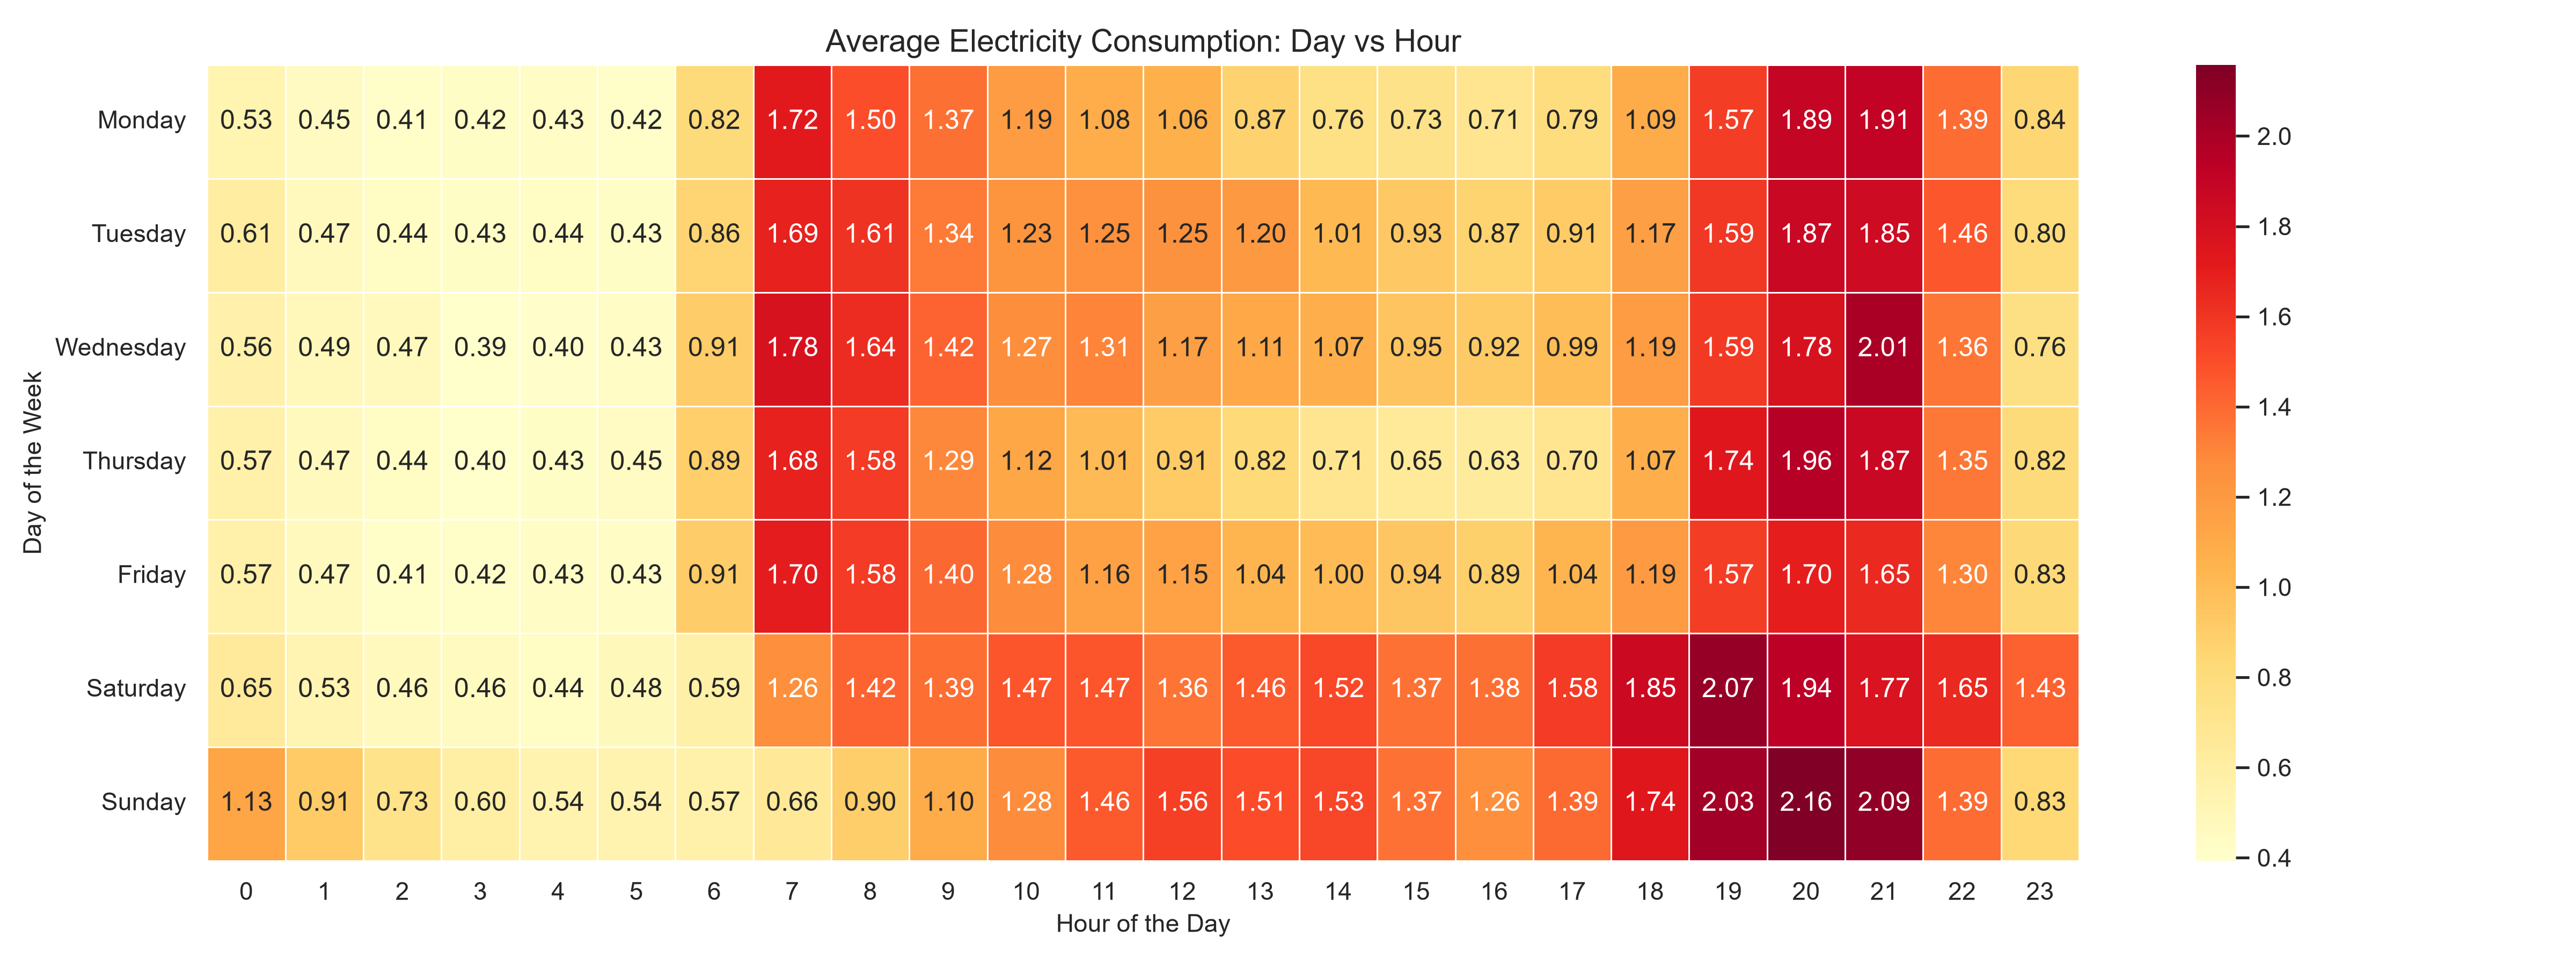 Average Electricity Consumption: Day vs Hour
Day of the Week
Monday 0.53 0.45 0.41 0.42 0.43 0.42 0.82 1.72 1.50 1.37 1.19 1.08 1.06 0.87 0.76 0.73 0.71 0.79 1.09 1.57 1.89 1.91 1.39 0.84
Tuesday 0.61 0.47 0.44 0.43 0.44 0.43 0.86 1.69 1.61 1.34 1.23 1.25 1.25 1.20 1.01 0.93 0.87 0.91 1.17 1.59 1.87 1.85 1.46 0.80
Wednesday 0.56 0.49 0.47 0.39 0.40 0.43 0.91 1.78 1.64 1.42 1.27 1.31 1.17 1.11 1.07 0.95 0.92 0.99 1.19 1.59 1.78 2.01 1.36 0.76
Thursday 0.57 0.47 0.44 0.40 0.43 0.45 0.89 1.68 1.58 1.29 1.12 1.01 0.91 0.82 0.71 0.65 0.63 0.70 1.07 1.74 1.96 1.87 1.35 0.82
Friday 0.57 0.47 0.41 0.42 0.43 0.43 0.91 1.70 1.58 1.40 1.28 1.16 1.15 1.04 1.00 0.94 0.89 1.04 1.19 1.57 1.70 1.65 1.30 0.83
Saturday 0.65 0.53 0.46 0.46 0.44 0.48 0.59 1.26 1.42 1.39 1.47 1.47 1.36 1.46 1.52 1.37 1.38 1.58 1.85 2.07 1.94 1.77 1.65 1.43
Sunday 1.13 0.91 0.73 0.60 0.54 0.54 0.57 0.66 0.90 1.10 1.28 1.46 1.56 1.51 1.53 1.37 1.26 1.39 1.74 2.03 2.16 2.09 1.39 0.83
0 1 2 3 4 5 6 7 8 9 10 11 12 13 14 15 16 17 18 19 20 21 22 23
Hour of the Day
2.0
1.8
1.6
1.4
1.2
1.0
0.8
0.6
0.4